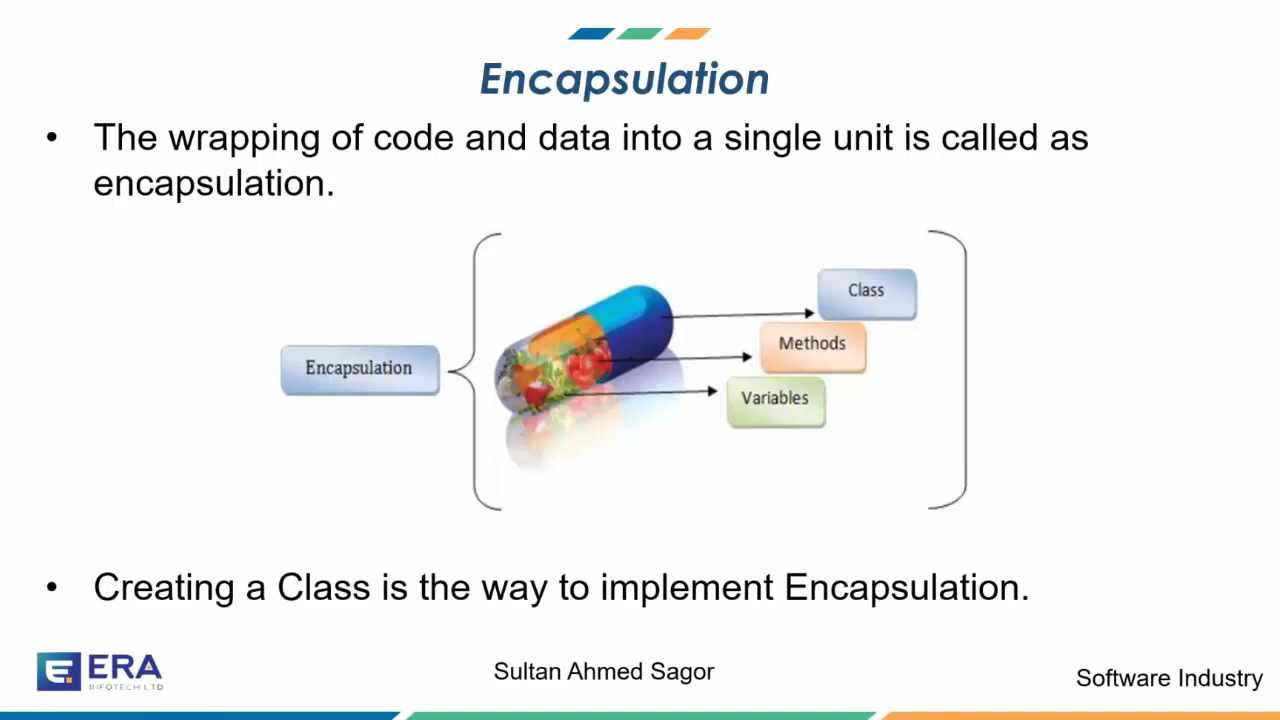 Encapsulation
• The wrapping of code and data into a single unit is called as
encapsulation.
Class
Methods
Encapsulation
Variables
• Creating a Class is the way to implement Encapsulation.
E. ERA
INFOTECH LTD
Sultan Ahmed Sagor
Software Industry